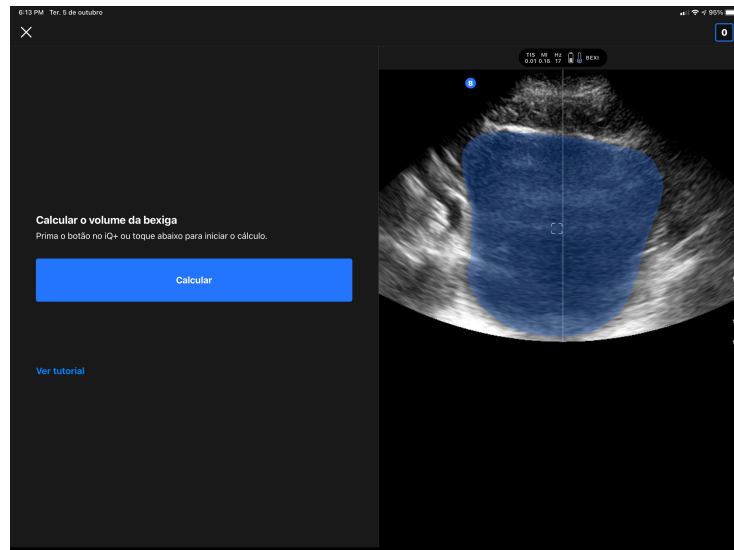 6:13 PM Ter. 5 de outubro
95%
0
TIS MI Hz
0.01 0.18 17
BEXI
B
Calcular o volume da bexiga
Prima o botão no iQ+ ou toque abaixo para iniciar o cálculo.
Calcular
Ver tutorial